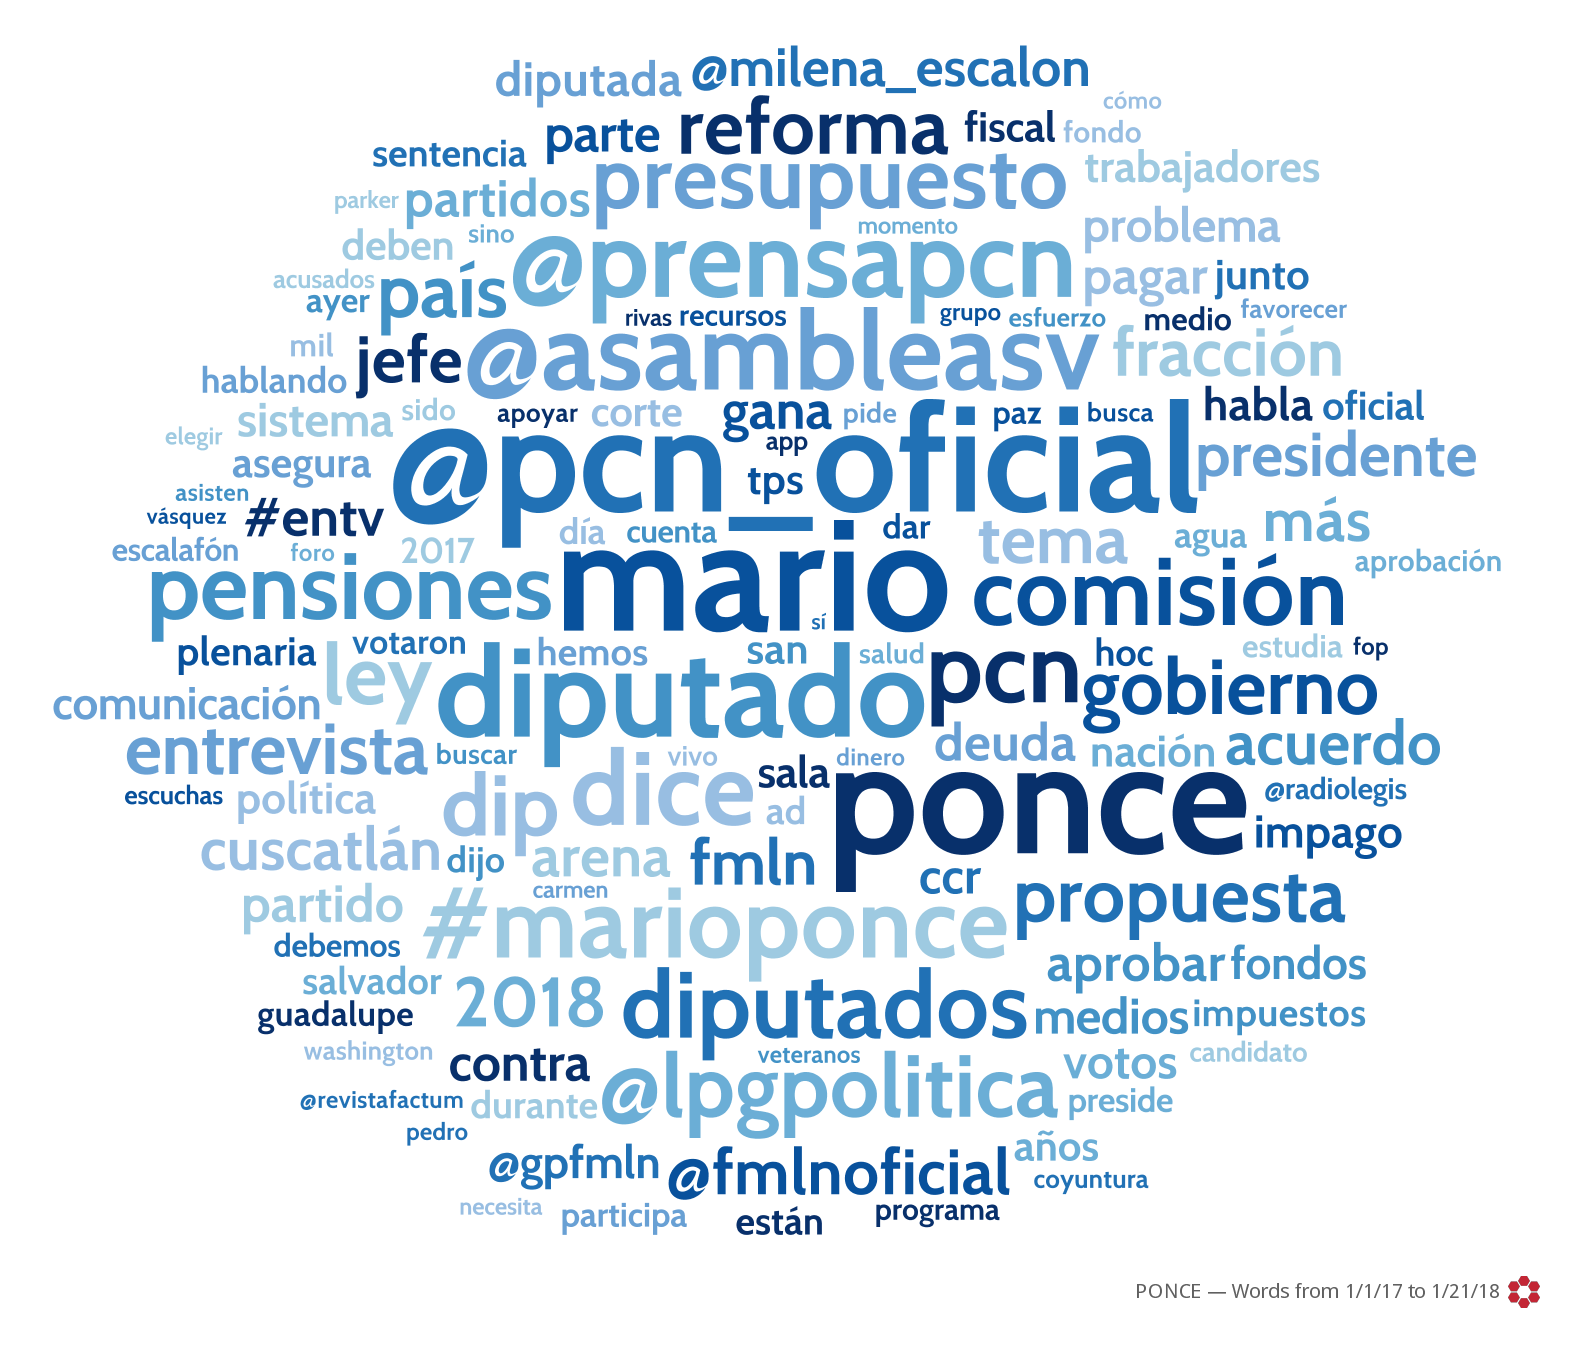 diputada @milena_escalon
cómo
parte reforma fiscal fondo
sentencia
presupuesto trabajadores
parker partidos
momento problema
deben sino @prensapcn
acusados país pagar junto
ayer
rivas recursos grupo esfuerzo medio favorecer
mil jefe @asambleasv fracción
hablando
sistema sido apoyar corte gana pide paz busca habla oficial
elegir app
asegura @pcn_oficial presidente
tps
asisten
vásquez #entv
día cuenta dar tema agua más
escalafón foro 2017
aprobación
pensiones mario comisión
sí
plenaria votaron hemos san salud hoc estudia fop
ley pcn
comunicación diputado gobierno
entrevista buscar vivo dinero deuda nación acuerdo
sala
escuchas política dip dice ad ponce @radiolegis
impago
cuscatlán dijo arena fmln
ccr
partido carmen propuesta
#marioponce
debemos
salvador aprobar fondos
2018 diputados medios impuestos
guadalupe
washington contra veteranos votos candidato
@revistafactum durante @lpgpolitica preside
pedro
@gpfmln @fmlnoficial años
coyuntura
necesita participa están programa
PONCE — Words from 1/1/17 to 1/21/18